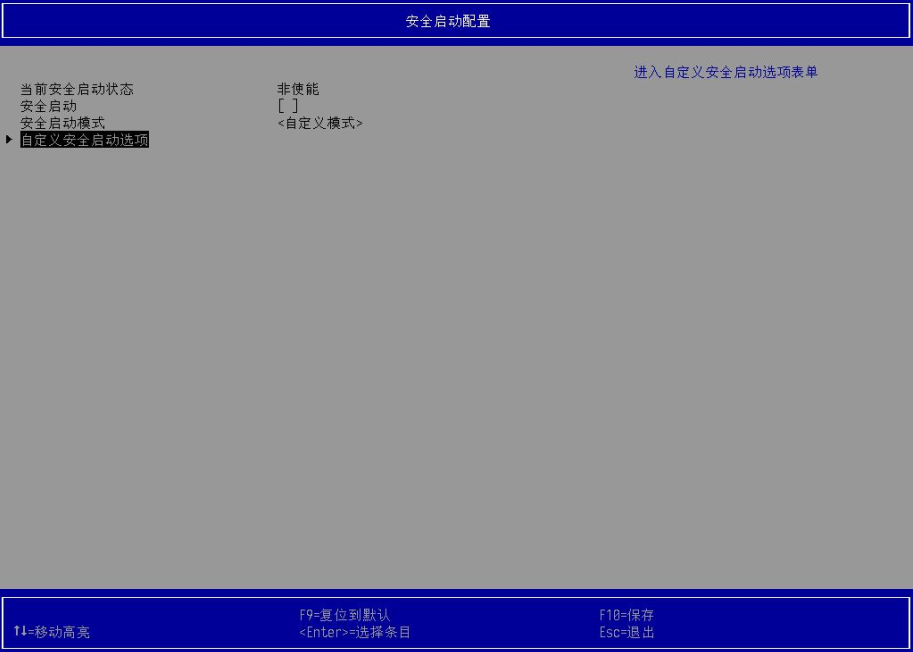 安全启动配置
进入自定义安全启动选项表单
当前安全启动状态 非使能
安全启动 [ ]
安全启动模式 <自定义模式>
自定义安全启动选项
F9=复位到默认 F10=保存
↑↓=移动高亮 <Enter>=选择条目 Esc=退出